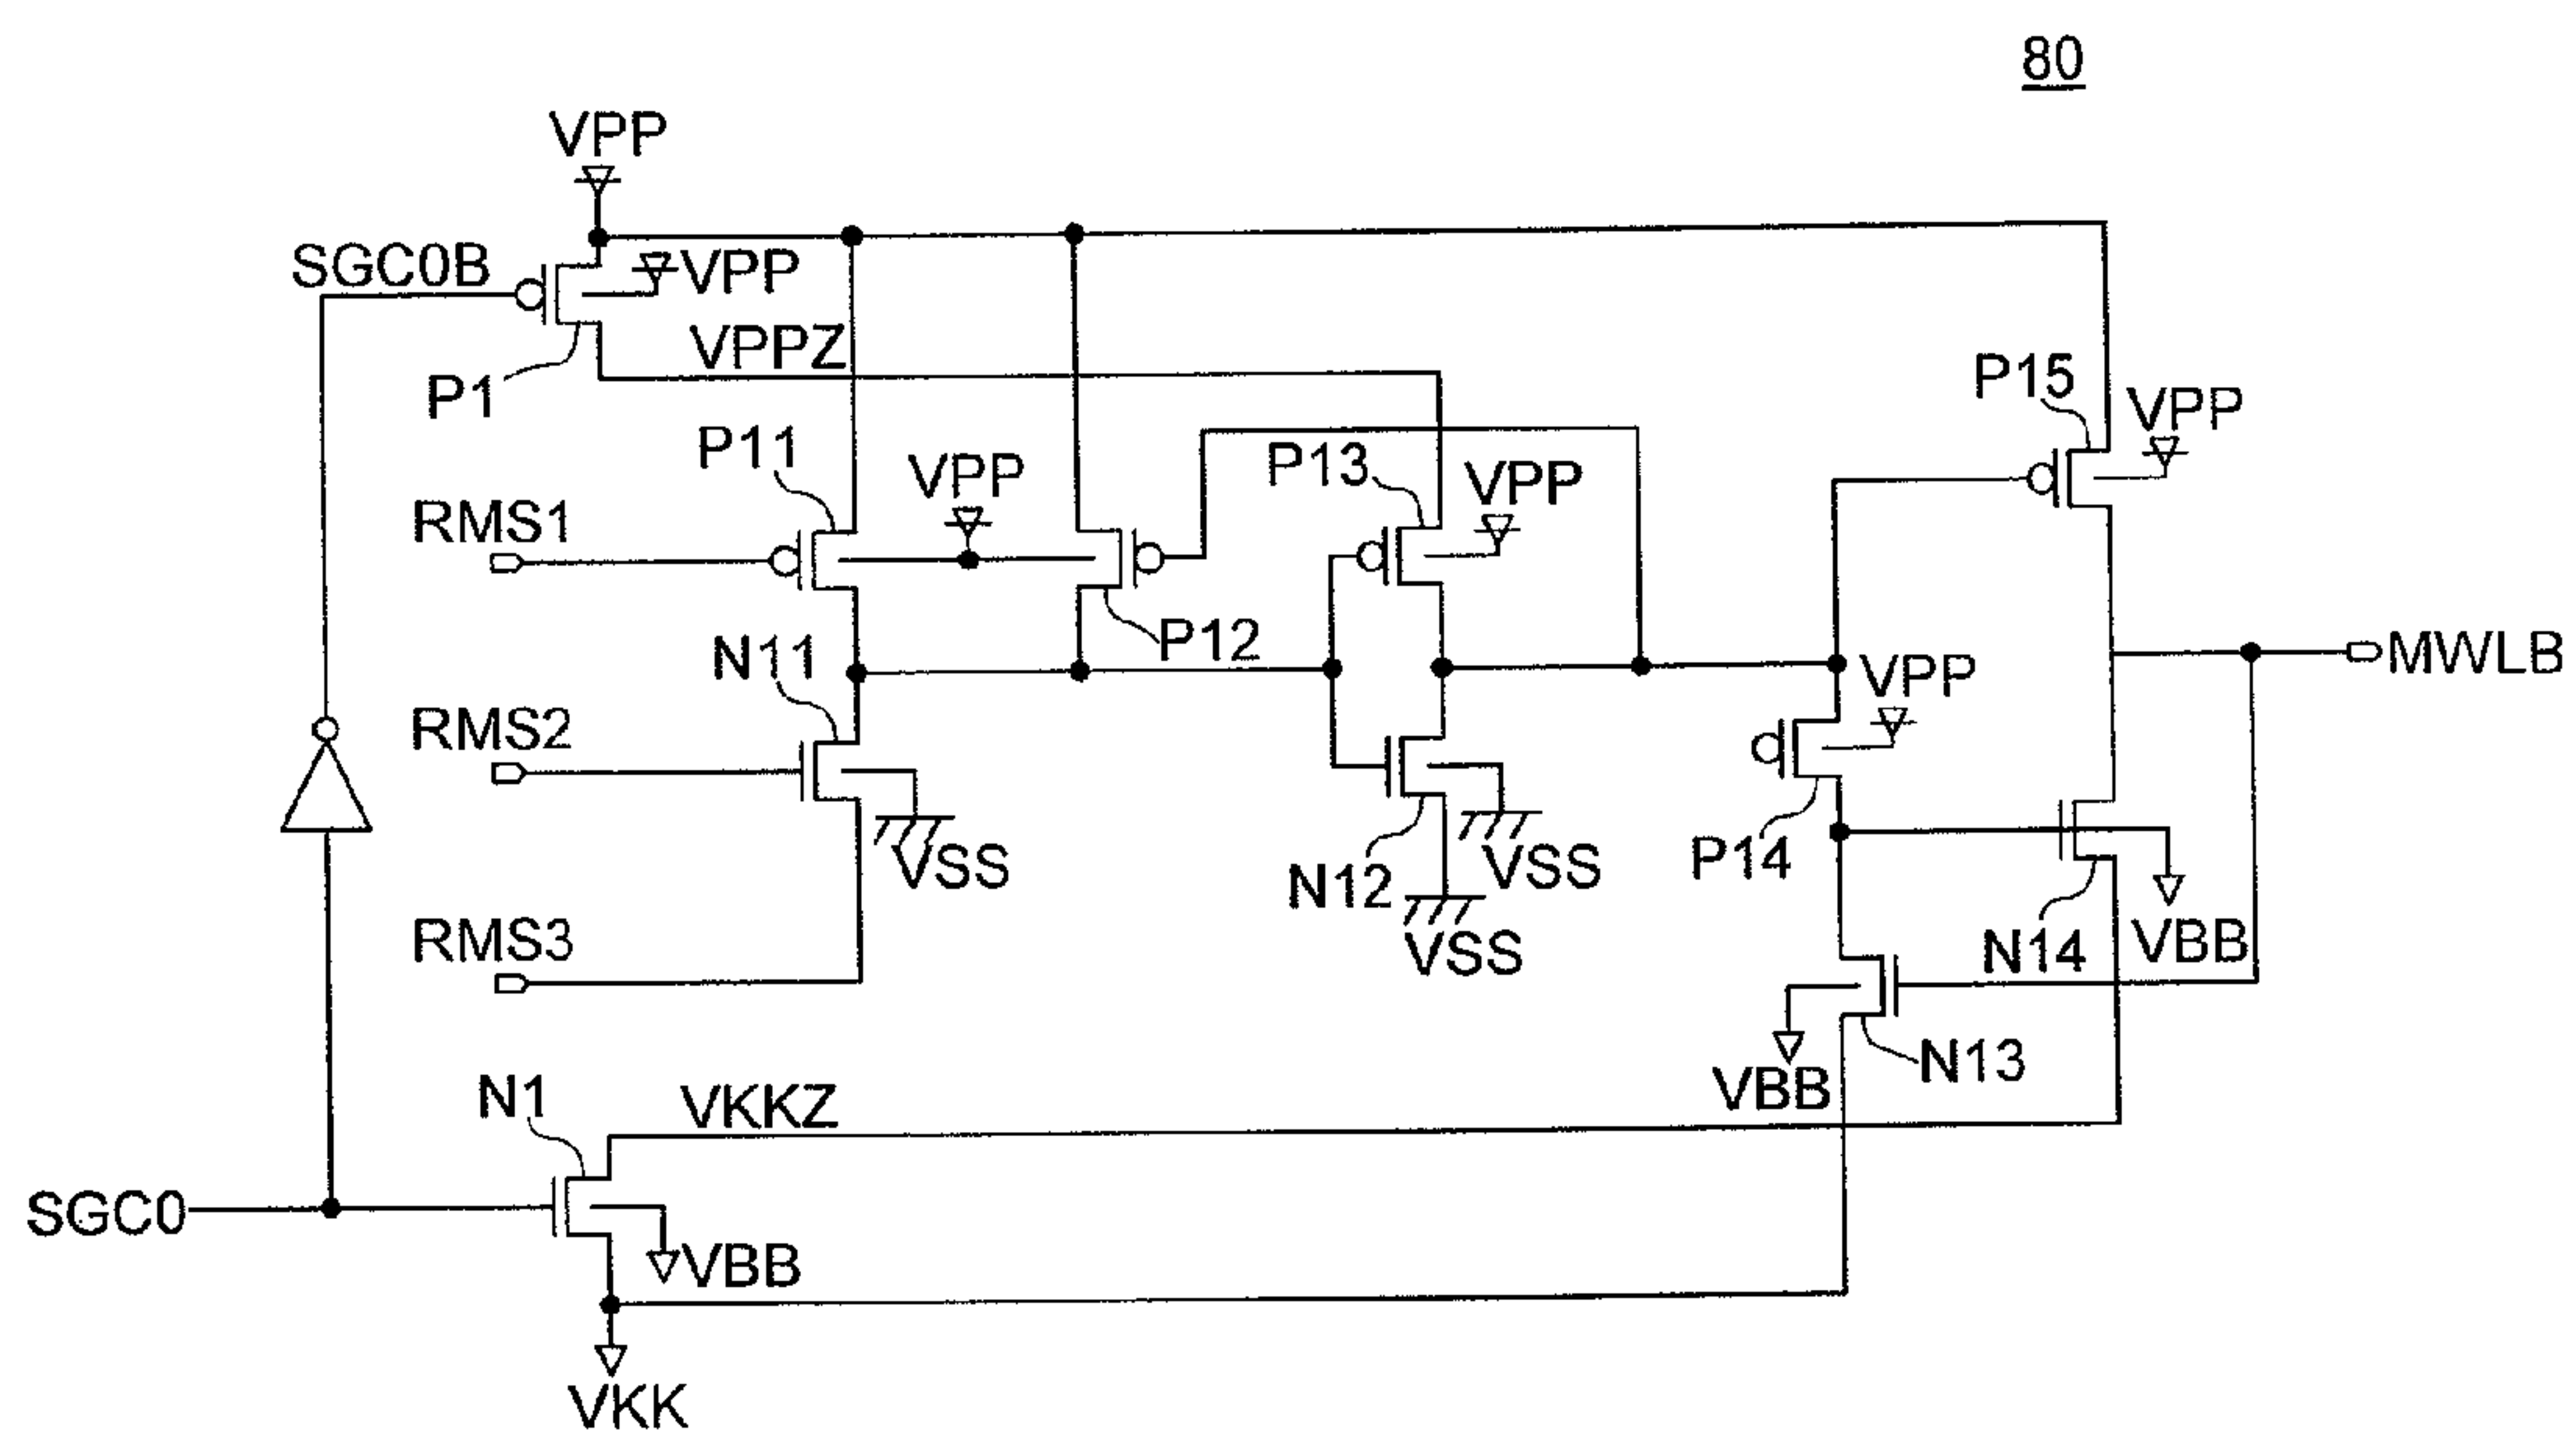 80
VPP
SGC0B
VPP
VPPZ
P1
P15
VPP
P11
VPP
P13
VPP
RMS1
N11
P12
MWLB
VPP
RMS2
P14
VSS
N12
VSS
VSS
RMS3
N14
VBB
N13
VBB
N1
VKKZ
SGC0
VBB
VKK